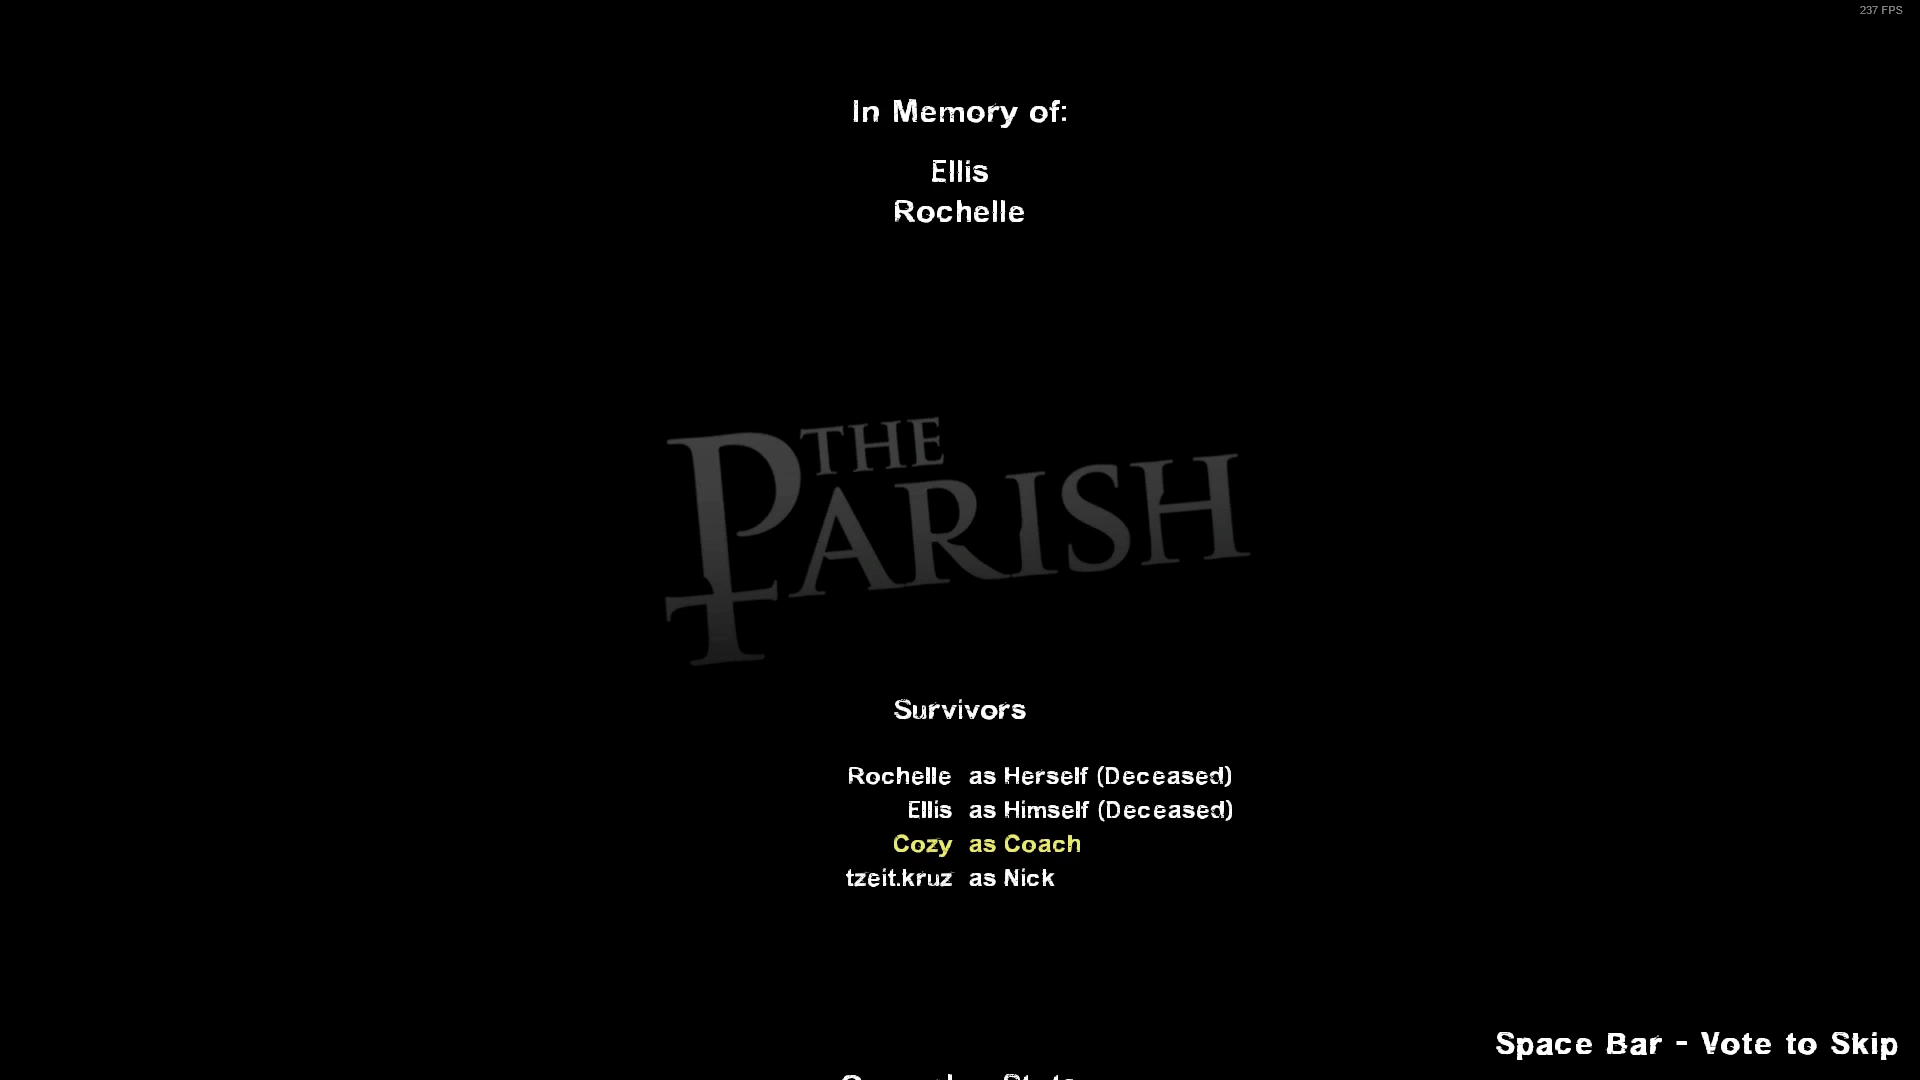 237 FPS
In Memory of:
Ellis
Rochelle
THE
PARISH
Survivors
Rochelle as Herself (Deceased)
Ellis as Himself (Deceased)
Cozy as Coach
tzeit.kruz as Nick
Space Bar - Vote to Skip